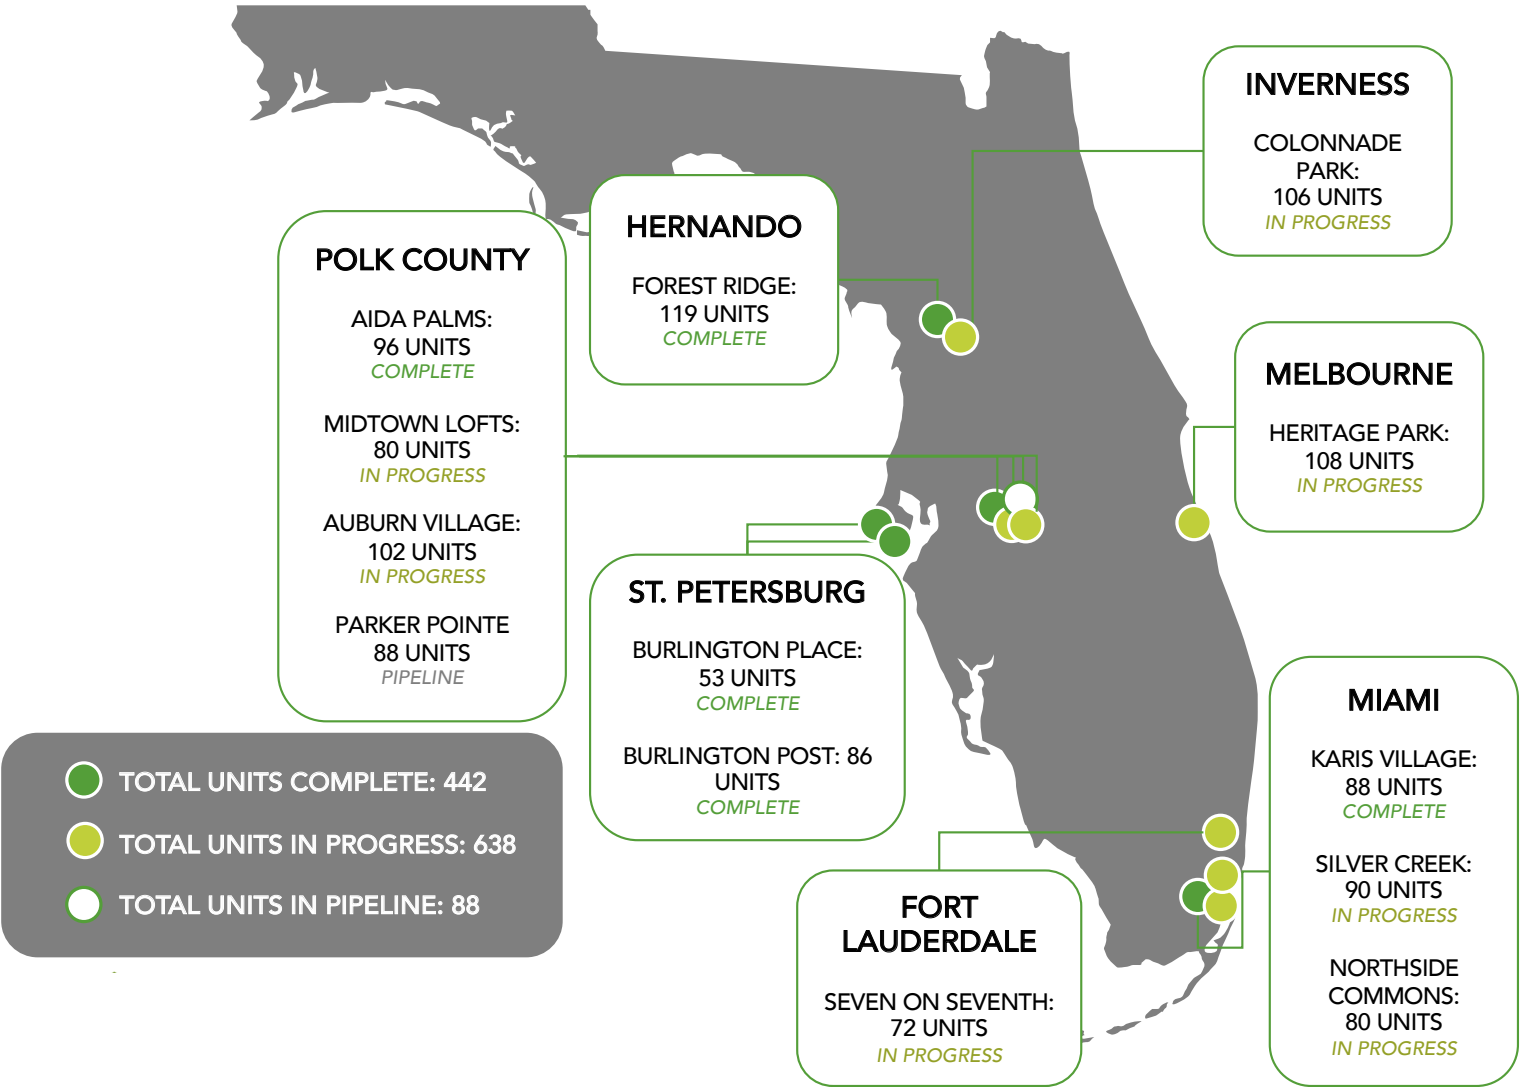 INVERNESS
COLONNADE
PARK:
106 UNITS
IN PROGRESS
HERNANDO
FOREST RIDGE:
119 UNITS
COMPLETE
POLK COUNTY
AIDA PALMS:
96 UNITS
COMPLETE
MIDTOWN LOFTS:
80 UNITS
IN PROGRESS
AUBURN VILLAGE:
102 UNITS
IN PROGRESS
PARKER POINTE
88 UNITS
PIPELINE
MELBOURNE
HERITAGE PARK:
108 UNITS
IN PROGRESS
ST. PETERSBURG
BURLINGTON PLACE:
53 UNITS
COMPLETE
BURLINGTON POST: 86
UNITS
COMPLETE
MIAMI
KARIS VILLAGE:
88 UNITS
COMPLETE
SILVER CREEK:
90 UNITS
IN PROGRESS
NORTHSIDE
COMMONS:
80 UNITS
IN PROGRESS
FORT
LAUDERDALE
SEVEN ON SEVENTH:
72 UNITS
IN PROGRESS
TOTAL UNITS COMPLETE: 442
TOTAL UNITS IN PROGRESS: 638
TOTAL UNITS IN PIPELINE: 88